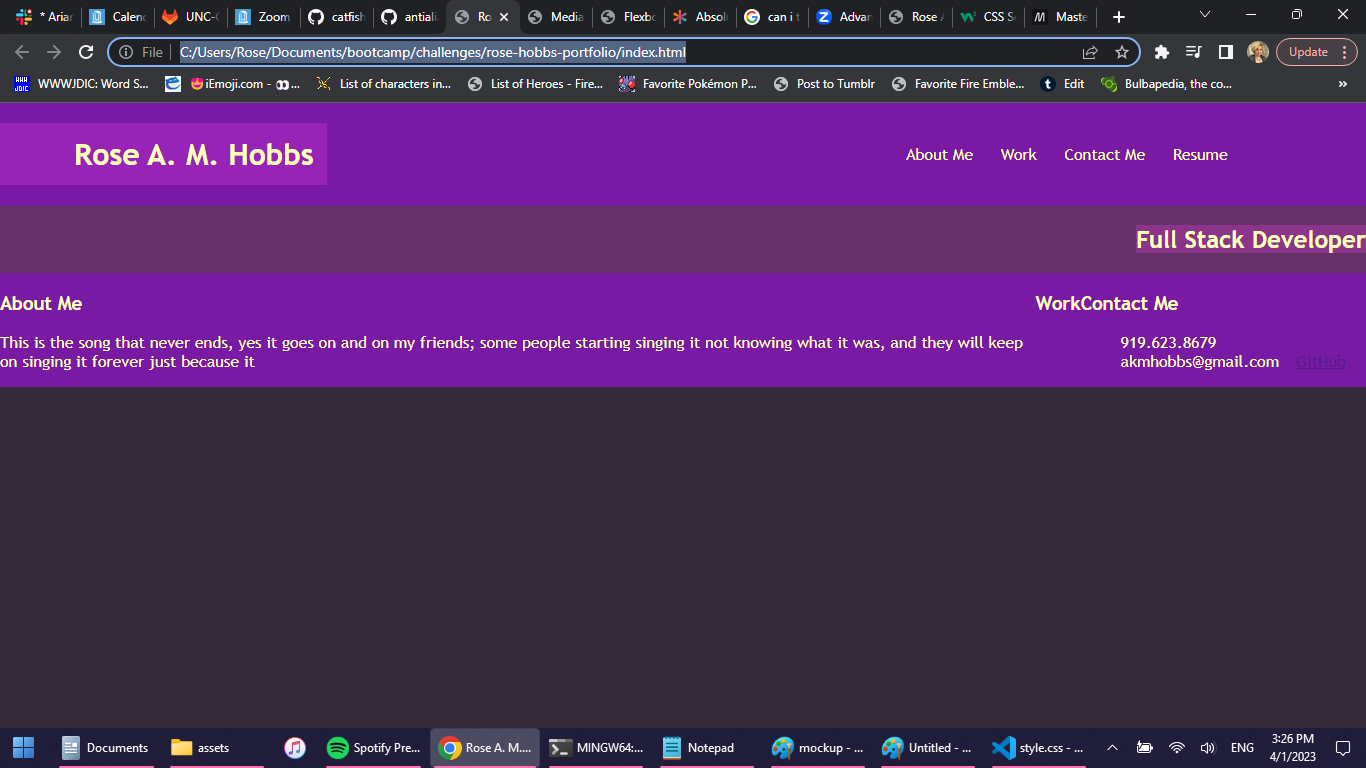 * Arian
Calend
UNC-C
Zoom
catfish
antiali
Ro
Media
Flexbo
Absol
can i t
Advan
Rose A
CSS S
Maste
File
C:/Users/Rose/Documents/bootcamp/challenges/rose-hobbs-portfolio/index.html
Update
WWWJDIC: Word S...
iEmoji.com - 👀...
List of characters in...
List of Heroes - Fire...
Favorite Pokémon P...
Post to Tumblr
Favorite Fire Emble...
Edit
Bulbapedia, the co...
»
Rose A. M. Hobbs
About Me
Work
Contact Me
Resume
Full Stack Developer
About Me
This is the song that never ends, yes it goes on and on my friends; some people starting singing it not knowing what it was, and they will keep
on singing it forever just because it
Work
Contact Me
919.623.8679
akmhobbs@gmail.com
GitHub
Documents
assets
Spotify Pre...
Rose A. M....
MINGW64:...
Notepad
mockup - ...
Untitled - ...
style.css - ...
ENG
3:26 PM
4/1/2023